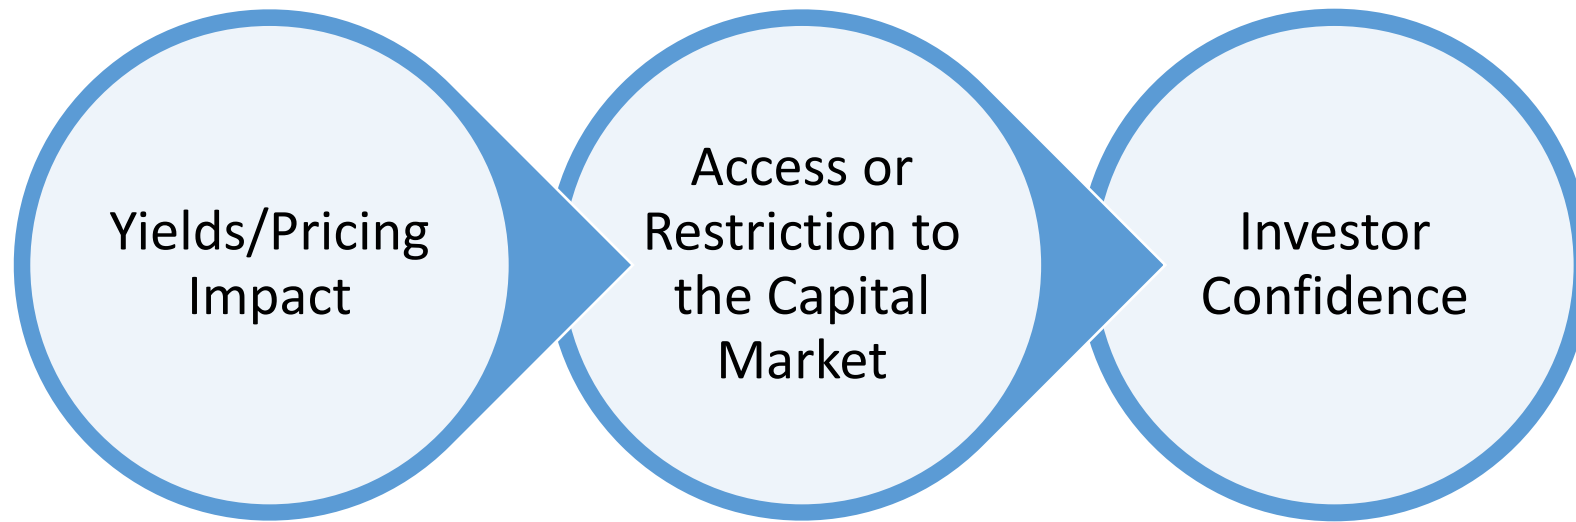 Yields/Pricing
Impact
Access or
Restriction to
the Capital
Market
Investor
Confidence